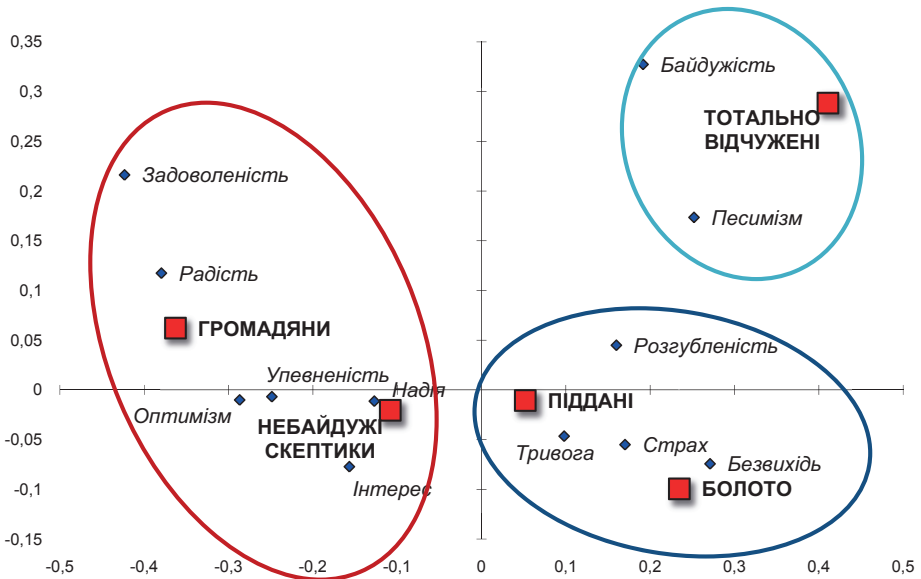 0,35
0,3
0,25
0,2
0,15
0,1
0,05
0
-0,05
-0,1
-0,15
Байдужість
ТОТАЛЬНО
ВІДЧУЖЕНІ
Песимізм
Задоволеність
Радість
ГРОМАДЯНИ
Упевненість
Надія
Оптимізм
НЕБАЙДУЖІ
СКЕПТИКИ
Інтерес
Розгубленість
ПІДДАНІ
Тривога
Страх
Безвихідь
БОЛОТО
-0,5
-0,4
-0,3
-0,2
-0,1
0
0,1
0,2
0,3
0,4
0,5